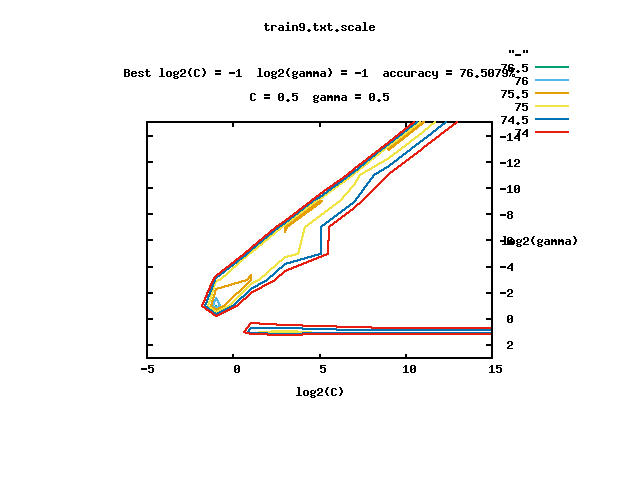 train9.txt.scale
"-"
Best log2(C) = -1 log2(gamma) = -1 accuracy = 76.5079%
76.5
76
C = 0.5 gamma = 0.5
75.5
75
74.5
74
-14
-12
-10
-8
-6
log2(gamma)
-4
-2
0
2
-5 0 5 10 15
log2(C)